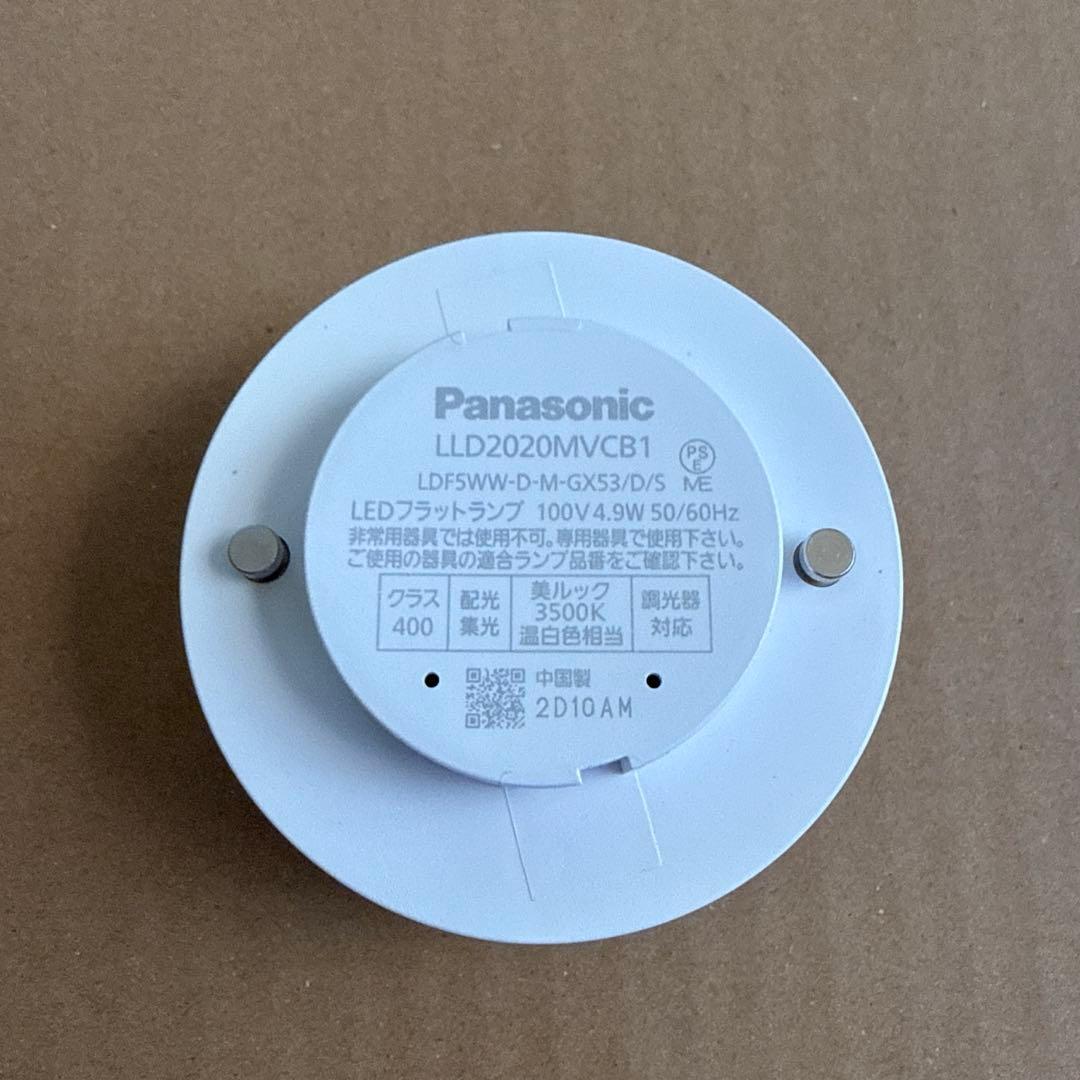 Panasonic
LLD2020MVCB1
PS
E
LDF5WW-D-M-GX53/D/S ME
LEDフラットランプ 100V 4.9W 50/60Hz
非常用器具では使用不可。専用器具で使用下さい。
ご使用の器具の適合ランプ品番をご確認下さい。
クラス
400
配光
集光
美ルック
3500K
温白色相当
調光器
対応
中国製
2D10AM